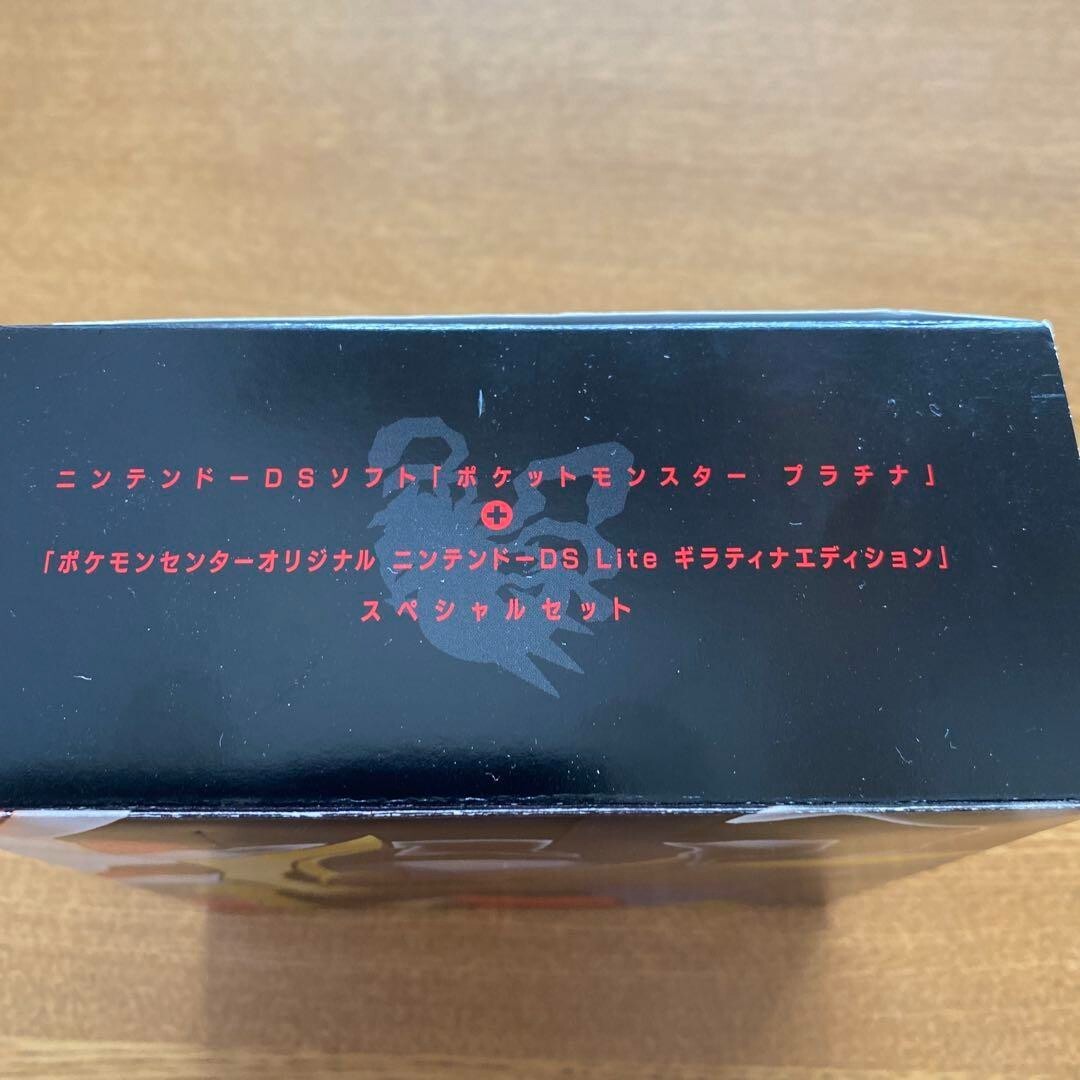 ニンテンドーDSソフト「ポケットモンスター プラチナ」
「ポケモンセンターオリジナル ニンテンドーDS Lite ギラティナエディション」
スペシャルセット